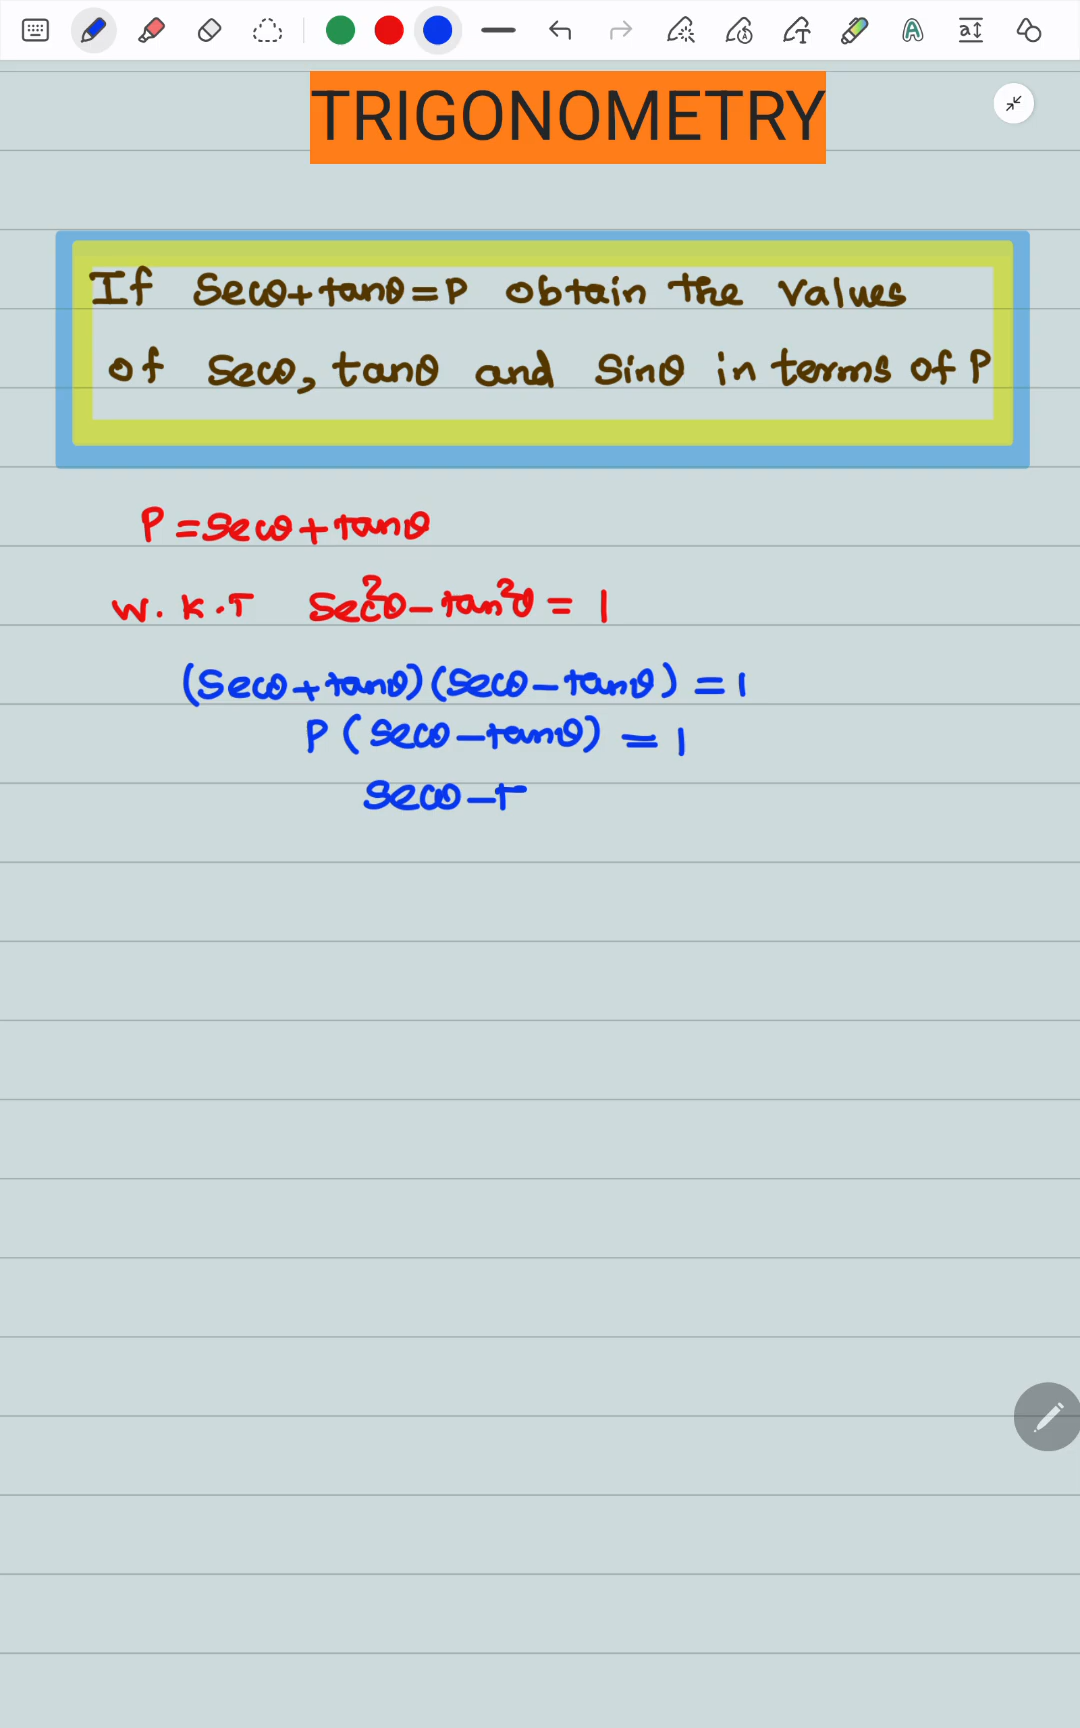 TRIGONOMETRY
If Secθ+tanθ=P obtain the Values
of Secθ, tanθ and Sinθ in terms of P
P=Secθ+tanθ
W.K.T Sec²θ-tan²θ = 1
(Secθ+tanθ)(Secθ-tanθ) = 1
P(Secθ-tanθ) = 1
Secθ-t